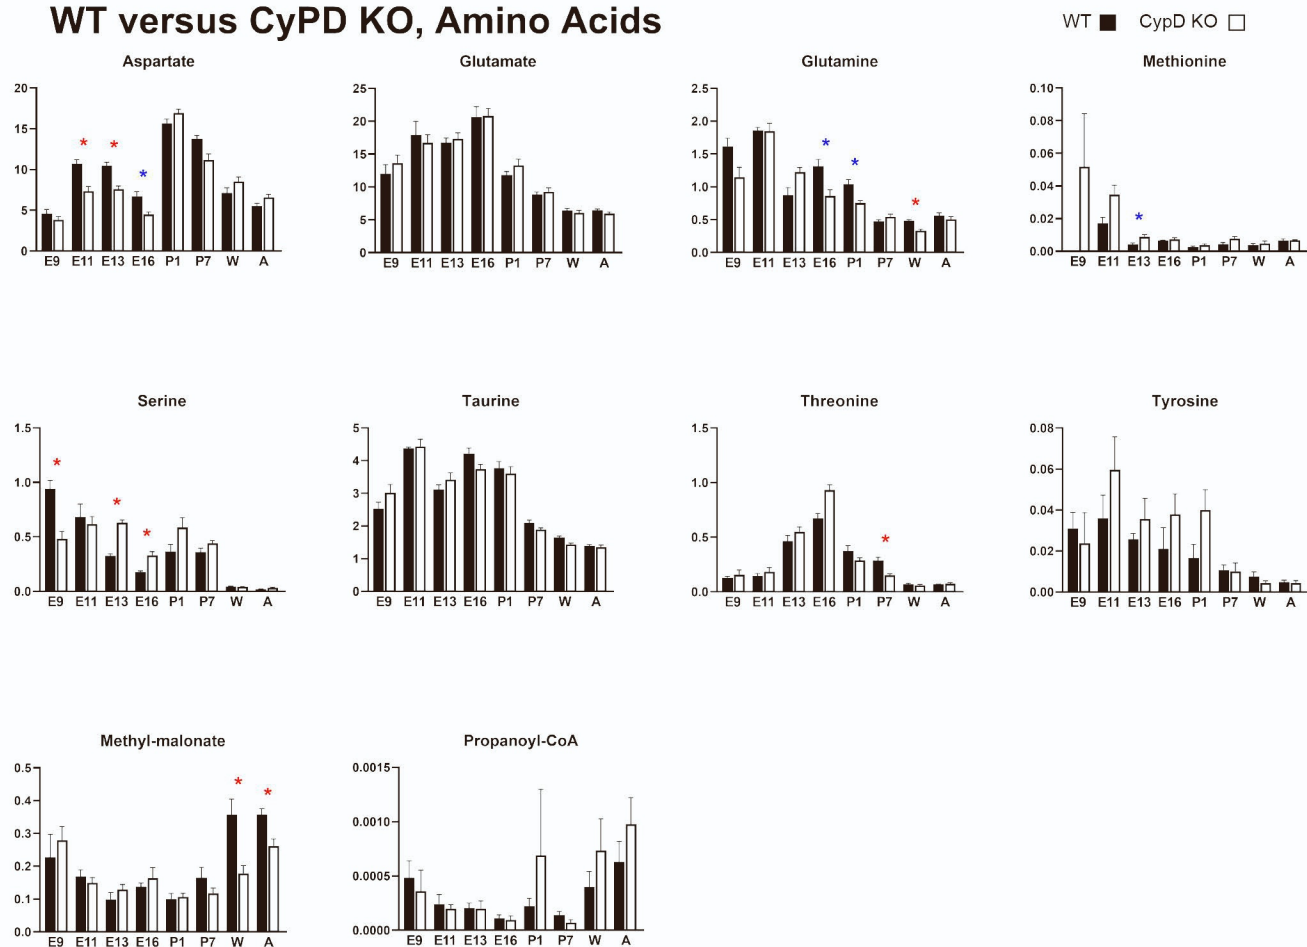 WT versus CyPD KO, Amino Acids
WT CypD KO
Aspartate
20
15
10
5
0
* * *
E9 E11 E13 E16 P1 P7 W A
Glutamate
25
20
15
10
5
0
E9 E11 E13 E16 P1 P7 W A
Glutamine
2.5
2.0
1.5
1.0
0.5
0.0
* * *
E9 E11 E13 E16 P1 P7 W A
Methionine
0.10
0.08
0.06
0.04
0.02
0.00
*
E9 E11 E13 E16 P1 P7 W A
Serine
1.5
1.0
0.5
0.0
* * *
E9 E11 E13 E16 P1 P7 W A
Taurine
5
4
3
2
1
0
E9 E11 E13 E16 P1 P7 W A
Threonine
1.5
1.0
0.5
0.0
*
E9 E11 E13 E16 P1 P7 W A
Tyrosine
0.08
0.06
0.04
0.02
0.00
E9 E11 E13 E16 P1 P7 W A
Methyl-malonate
0.5
0.4
0.3
0.2
0.1
0.0
* *
E9 E11 E13 E16 P1 P7 W A
Propanoyl-CoA
0.0015
0.0010
0.0005
0.0000
E9 E11 E13 E16 P1 P7 W A